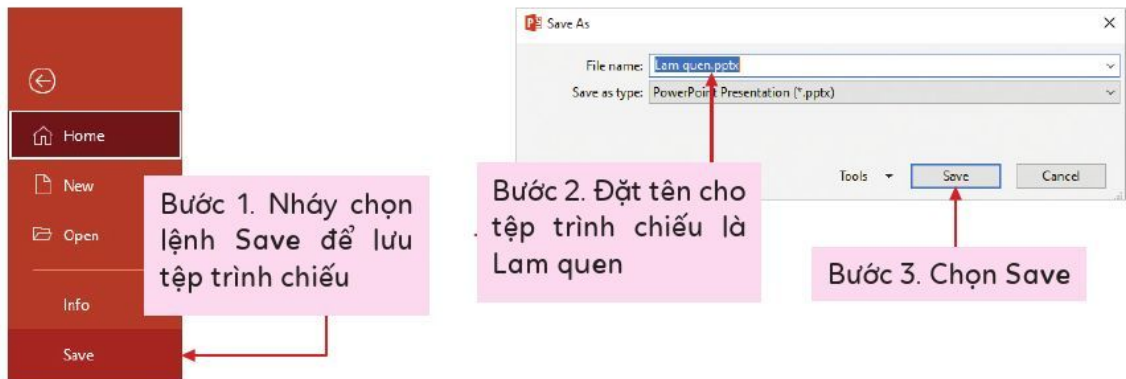 Home
New
Open
Info
Save
Bước 1. Nháy chọn
lệnh Save để lưu
tệp trình chiếu
Save As
File name: Lam quen.pptx
Save as type: PowerPoint Presentation (*.pptx)
Tools Save Cancel
Bước 2. Đặt tên cho
tệp trình chiếu là
Lam quen
Bước 3. Chọn Save